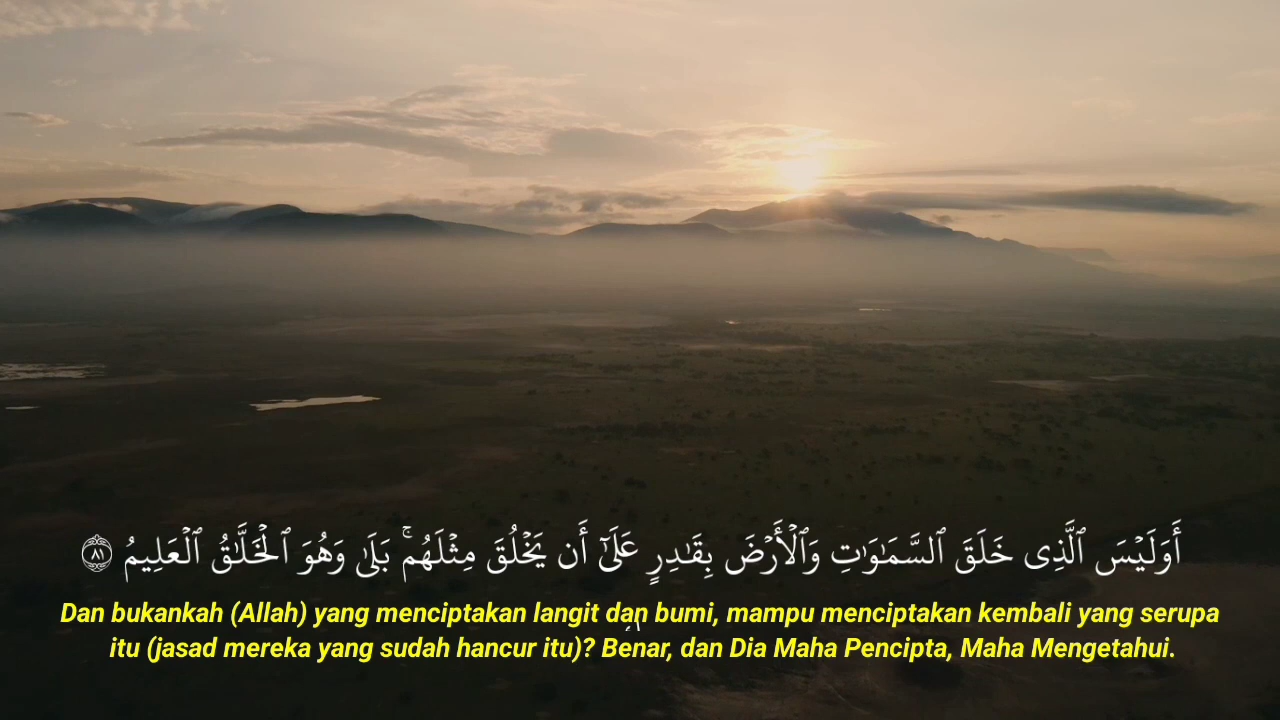 أَوَلَيْسَ ٱلَّذِى خَلَقَ ٱلسَّمَـٰوَٰتِ وَٱلْأَرْضَ بِقَـٰدِرٍ عَلَىٰٓ أَن يَخْلُقَ مِثْلَهُم ۚ بَلَىٰ وَهُوَ ٱلْخَلَّـٰقُ ٱلْعَلِيمُ ٨١
Dan bukankah (Allah) yang menciptakan langit dan bumi, mampu menciptakan kembali yang serupa
itu (jasad mereka yang sudah hancur itu)? Benar, dan Dia Maha Pencipta, Maha Mengetahui.